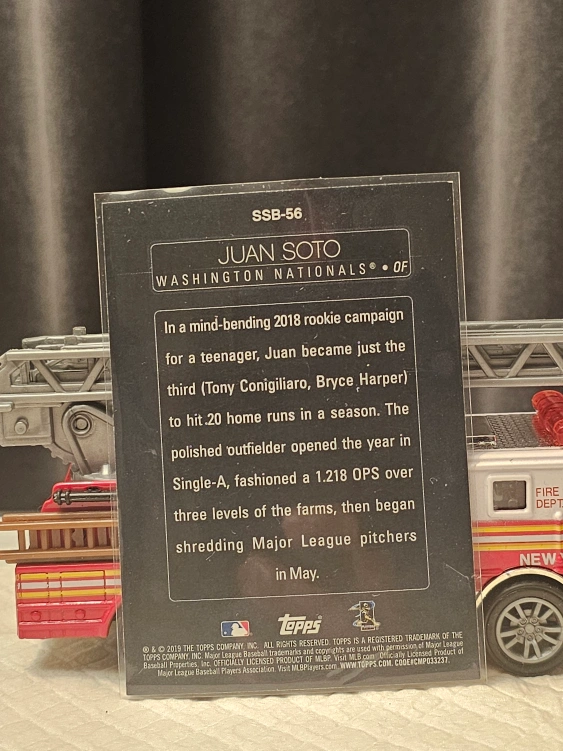 SSB-56
JUAN SOTO
WASHINGTON NATIONALS® • OF
In a mind-bending 2018 rookie campaign
for a teenager, Juan became just the
third (Tony Conigiliaro, Bryce Harper)
to hit 20 home runs in a season. The
polished outfielder opened the year in
Single-A, fashioned a 1.218 OPS over
three levels of the farms, then began
shredding Major League pitchers
in May.
topps
® & © 2019 THE TOPPS COMPANY, INC. ALL RIGHTS RESERVED. TOPPS IS A REGISTERED TRADEMARK OF THE
TOPPS COMPANY, INC. Major League Baseball trademarks and copyrights are used with permission of Major League
Baseball Properties, Inc. OFFICIALLY LICENSED PRODUCT OF MLBP. Visit MLB.com. Officially Licensed Product of
Major League Baseball Players Association. Visit MLBPlayers.com. WWW.TOPPS.COM. CODE#CMP033237.
FIRE
DEPT
NEW Y